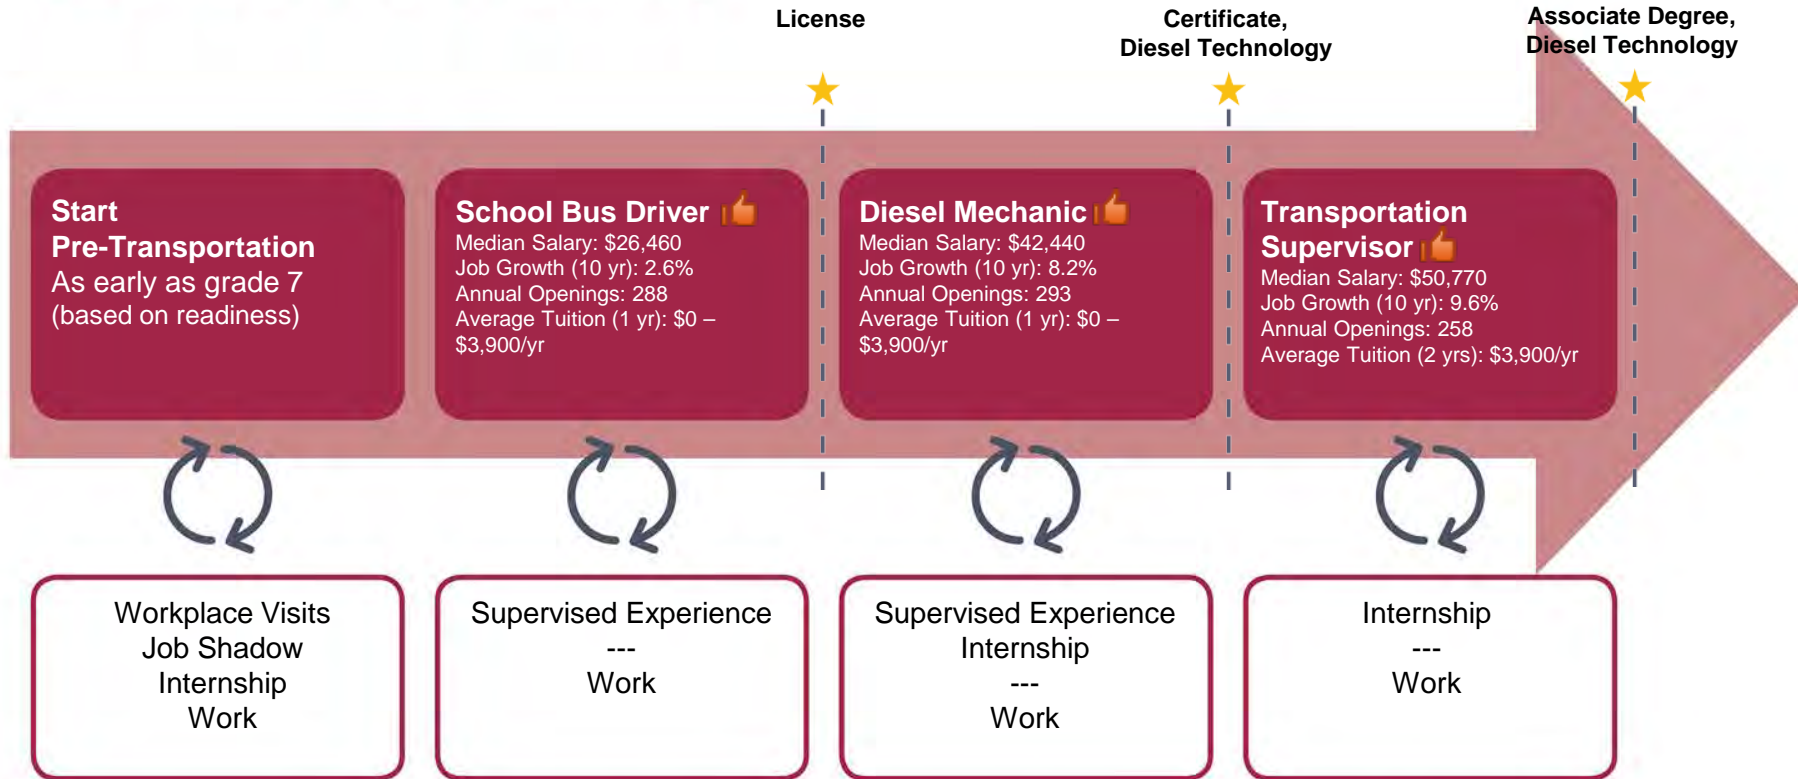 License
Certificate,
Diesel Technology
Associate Degree,
Diesel Technology
Start
Pre-Transportation
As early as grade 7
(based on readiness)
School Bus Driver
Median Salary: $26,460
Job Growth (10 yr): 2.6%
Annual Openings: 288
Average Tuition (1 yr): $0 –
$3,900/yr
Diesel Mechanic
Median Salary: $42,440
Job Growth (10 yr): 8.2%
Annual Openings: 293
Average Tuition (1 yr): $0 –
$3,900/yr
Transportation
Supervisor
Median Salary: $50,770
Job Growth (10 yr): 9.6%
Annual Openings: 258
Average Tuition (2 yrs): $3,900/yr
Workplace Visits
Job Shadow
Internship
Work
Supervised Experience
---
Work
Supervised Experience
Internship
---
Work
Internship
---
Work